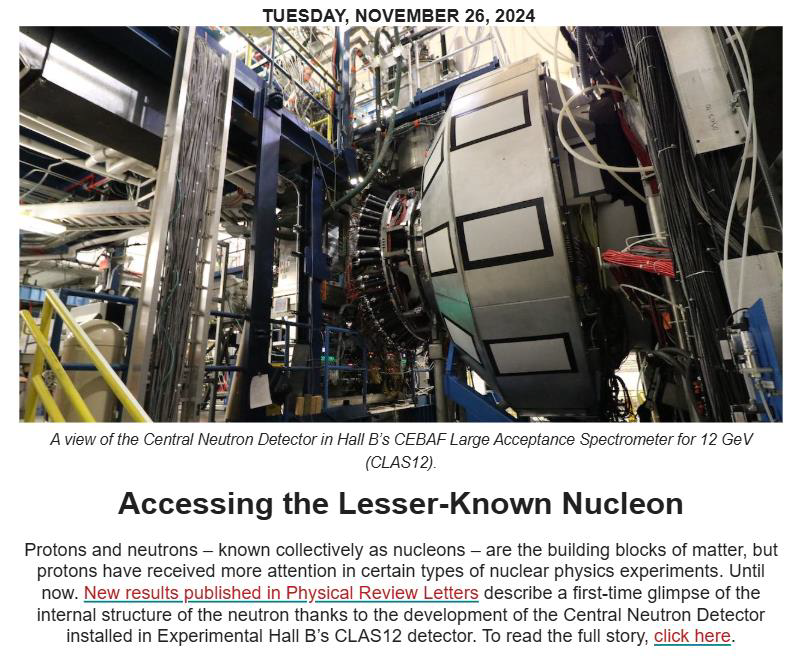 TUESDAY, NOVEMBER 26, 2024
A view of the Central Neutron Detector in Hall B’s CEBAF Large Acceptance Spectrometer for 12 GeV
(CLAS12).
Accessing the Lesser-Known Nucleon
Protons and neutrons – known collectively as nucleons – are the building blocks of matter, but
protons have received more attention in certain types of nuclear physics experiments. Until
now. New results published in Physical Review Letters describe a first-time glimpse of the
internal structure of the neutron thanks to the development of the Central Neutron Detector
installed in Experimental Hall B’s CLAS12 detector. To read the full story, click here.